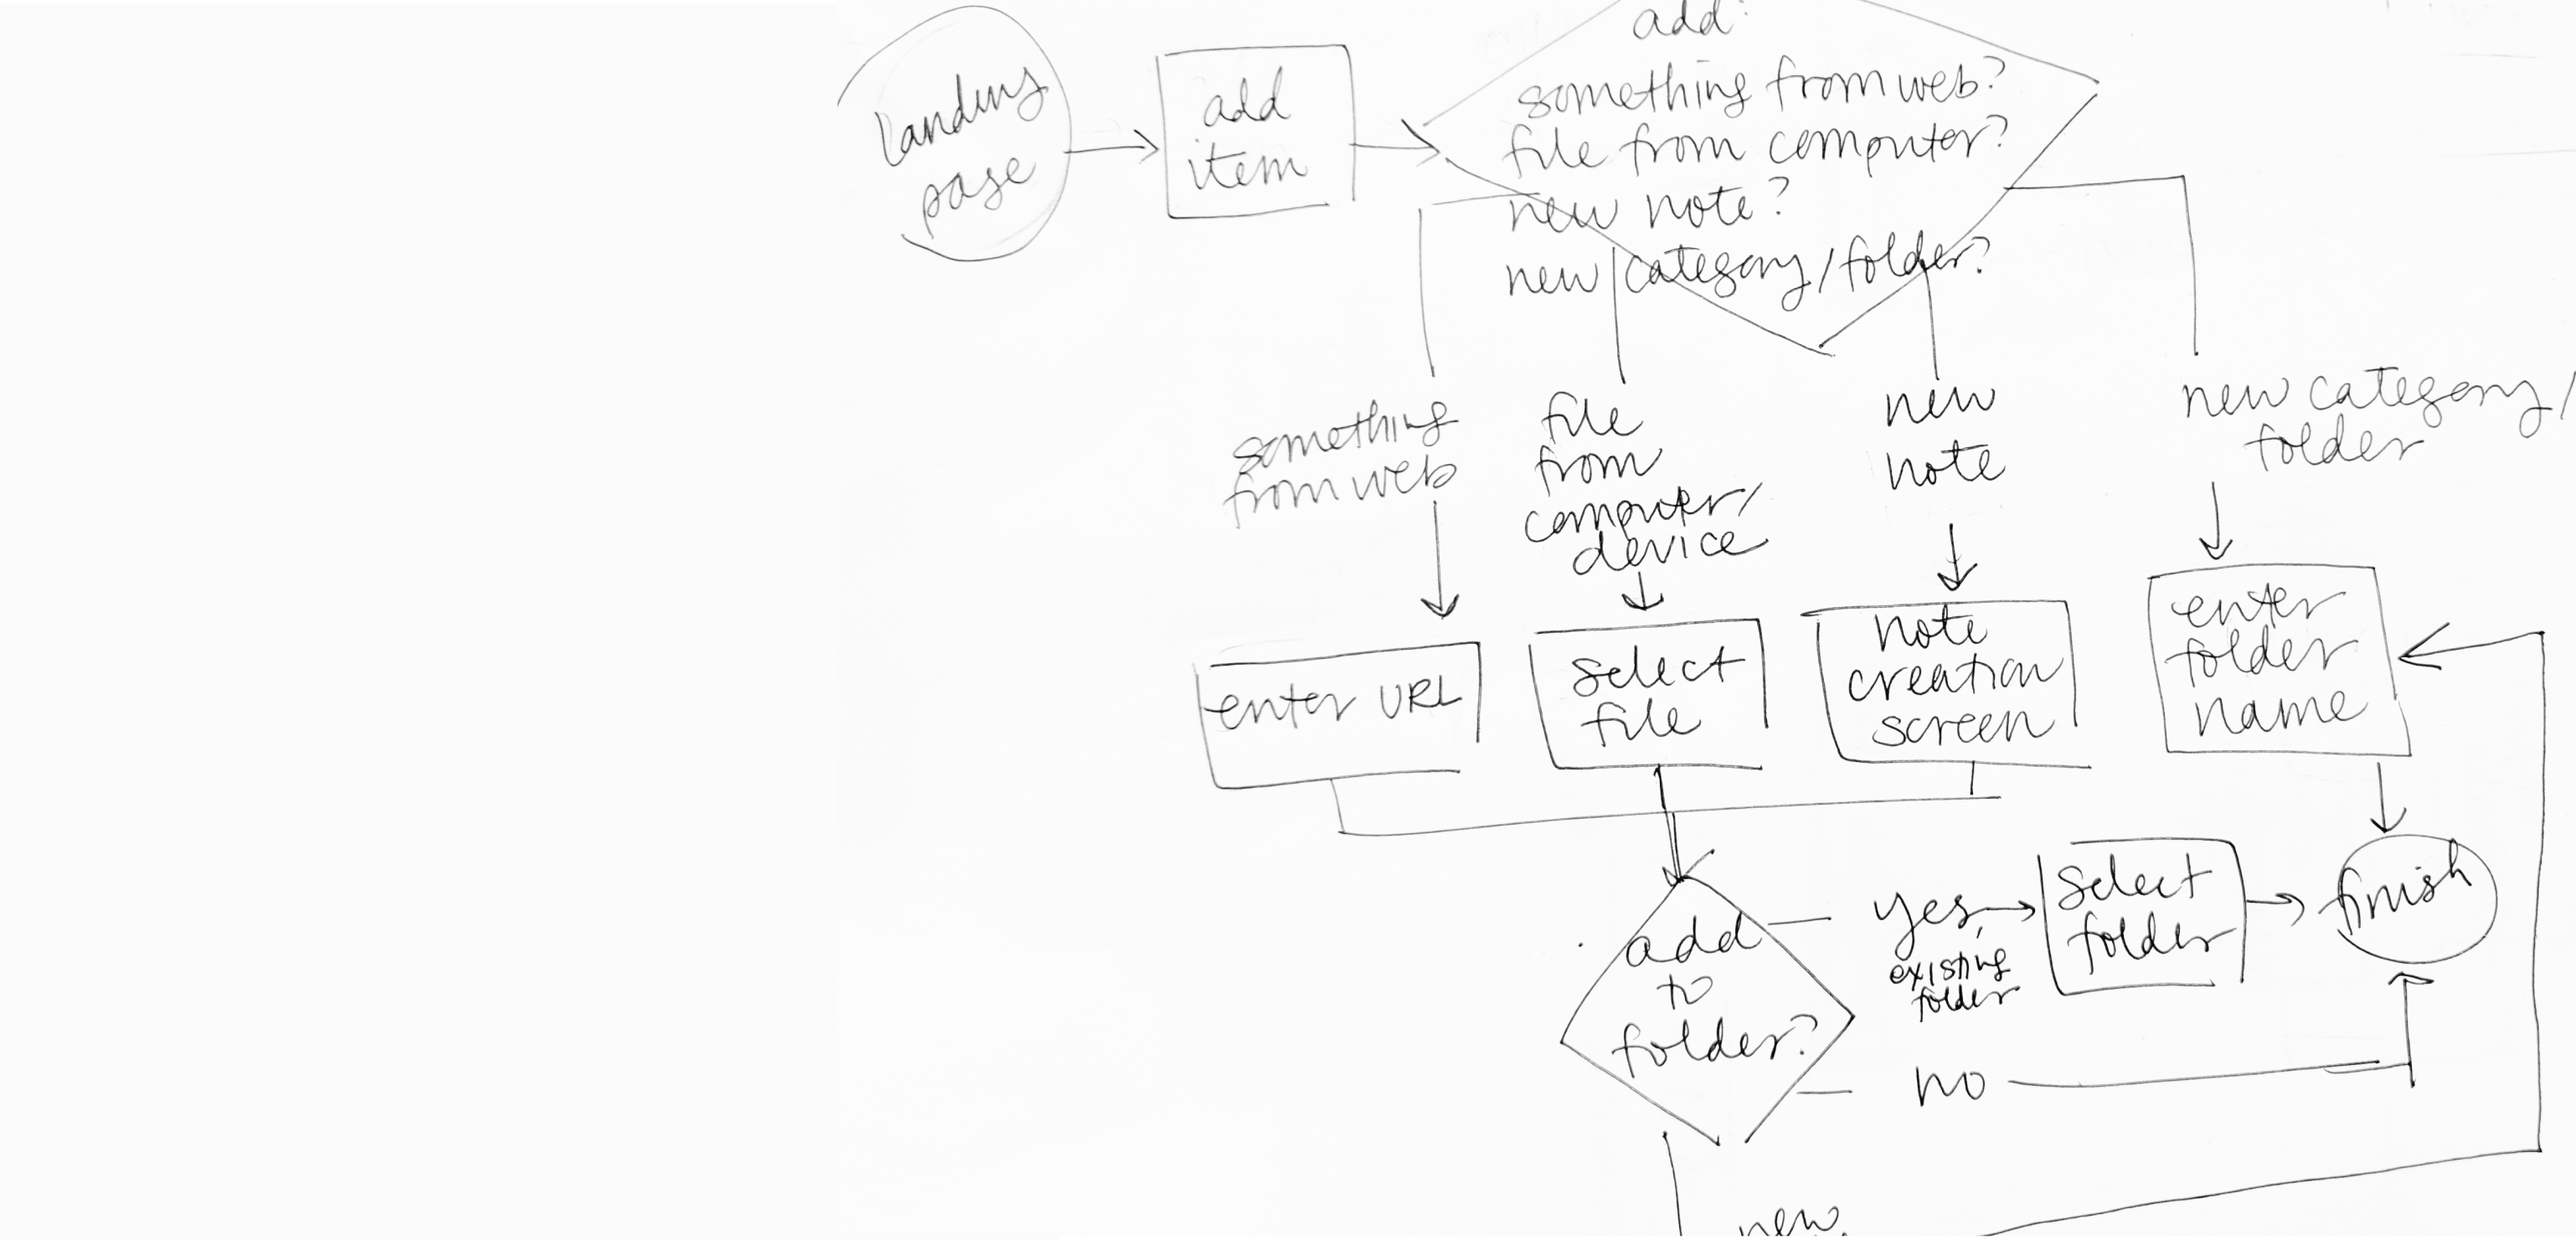 landing
page
add
item
add:
something from web?
file from computer?
new note?
new category/folder?
something
from web
file
from
computer/
device
new
note
new category/
folder
enter URL
select
file
note
creation
screen
enter
folder
name
add
to
folder?
yes,
existing
folder
select
folder
finish
no
new